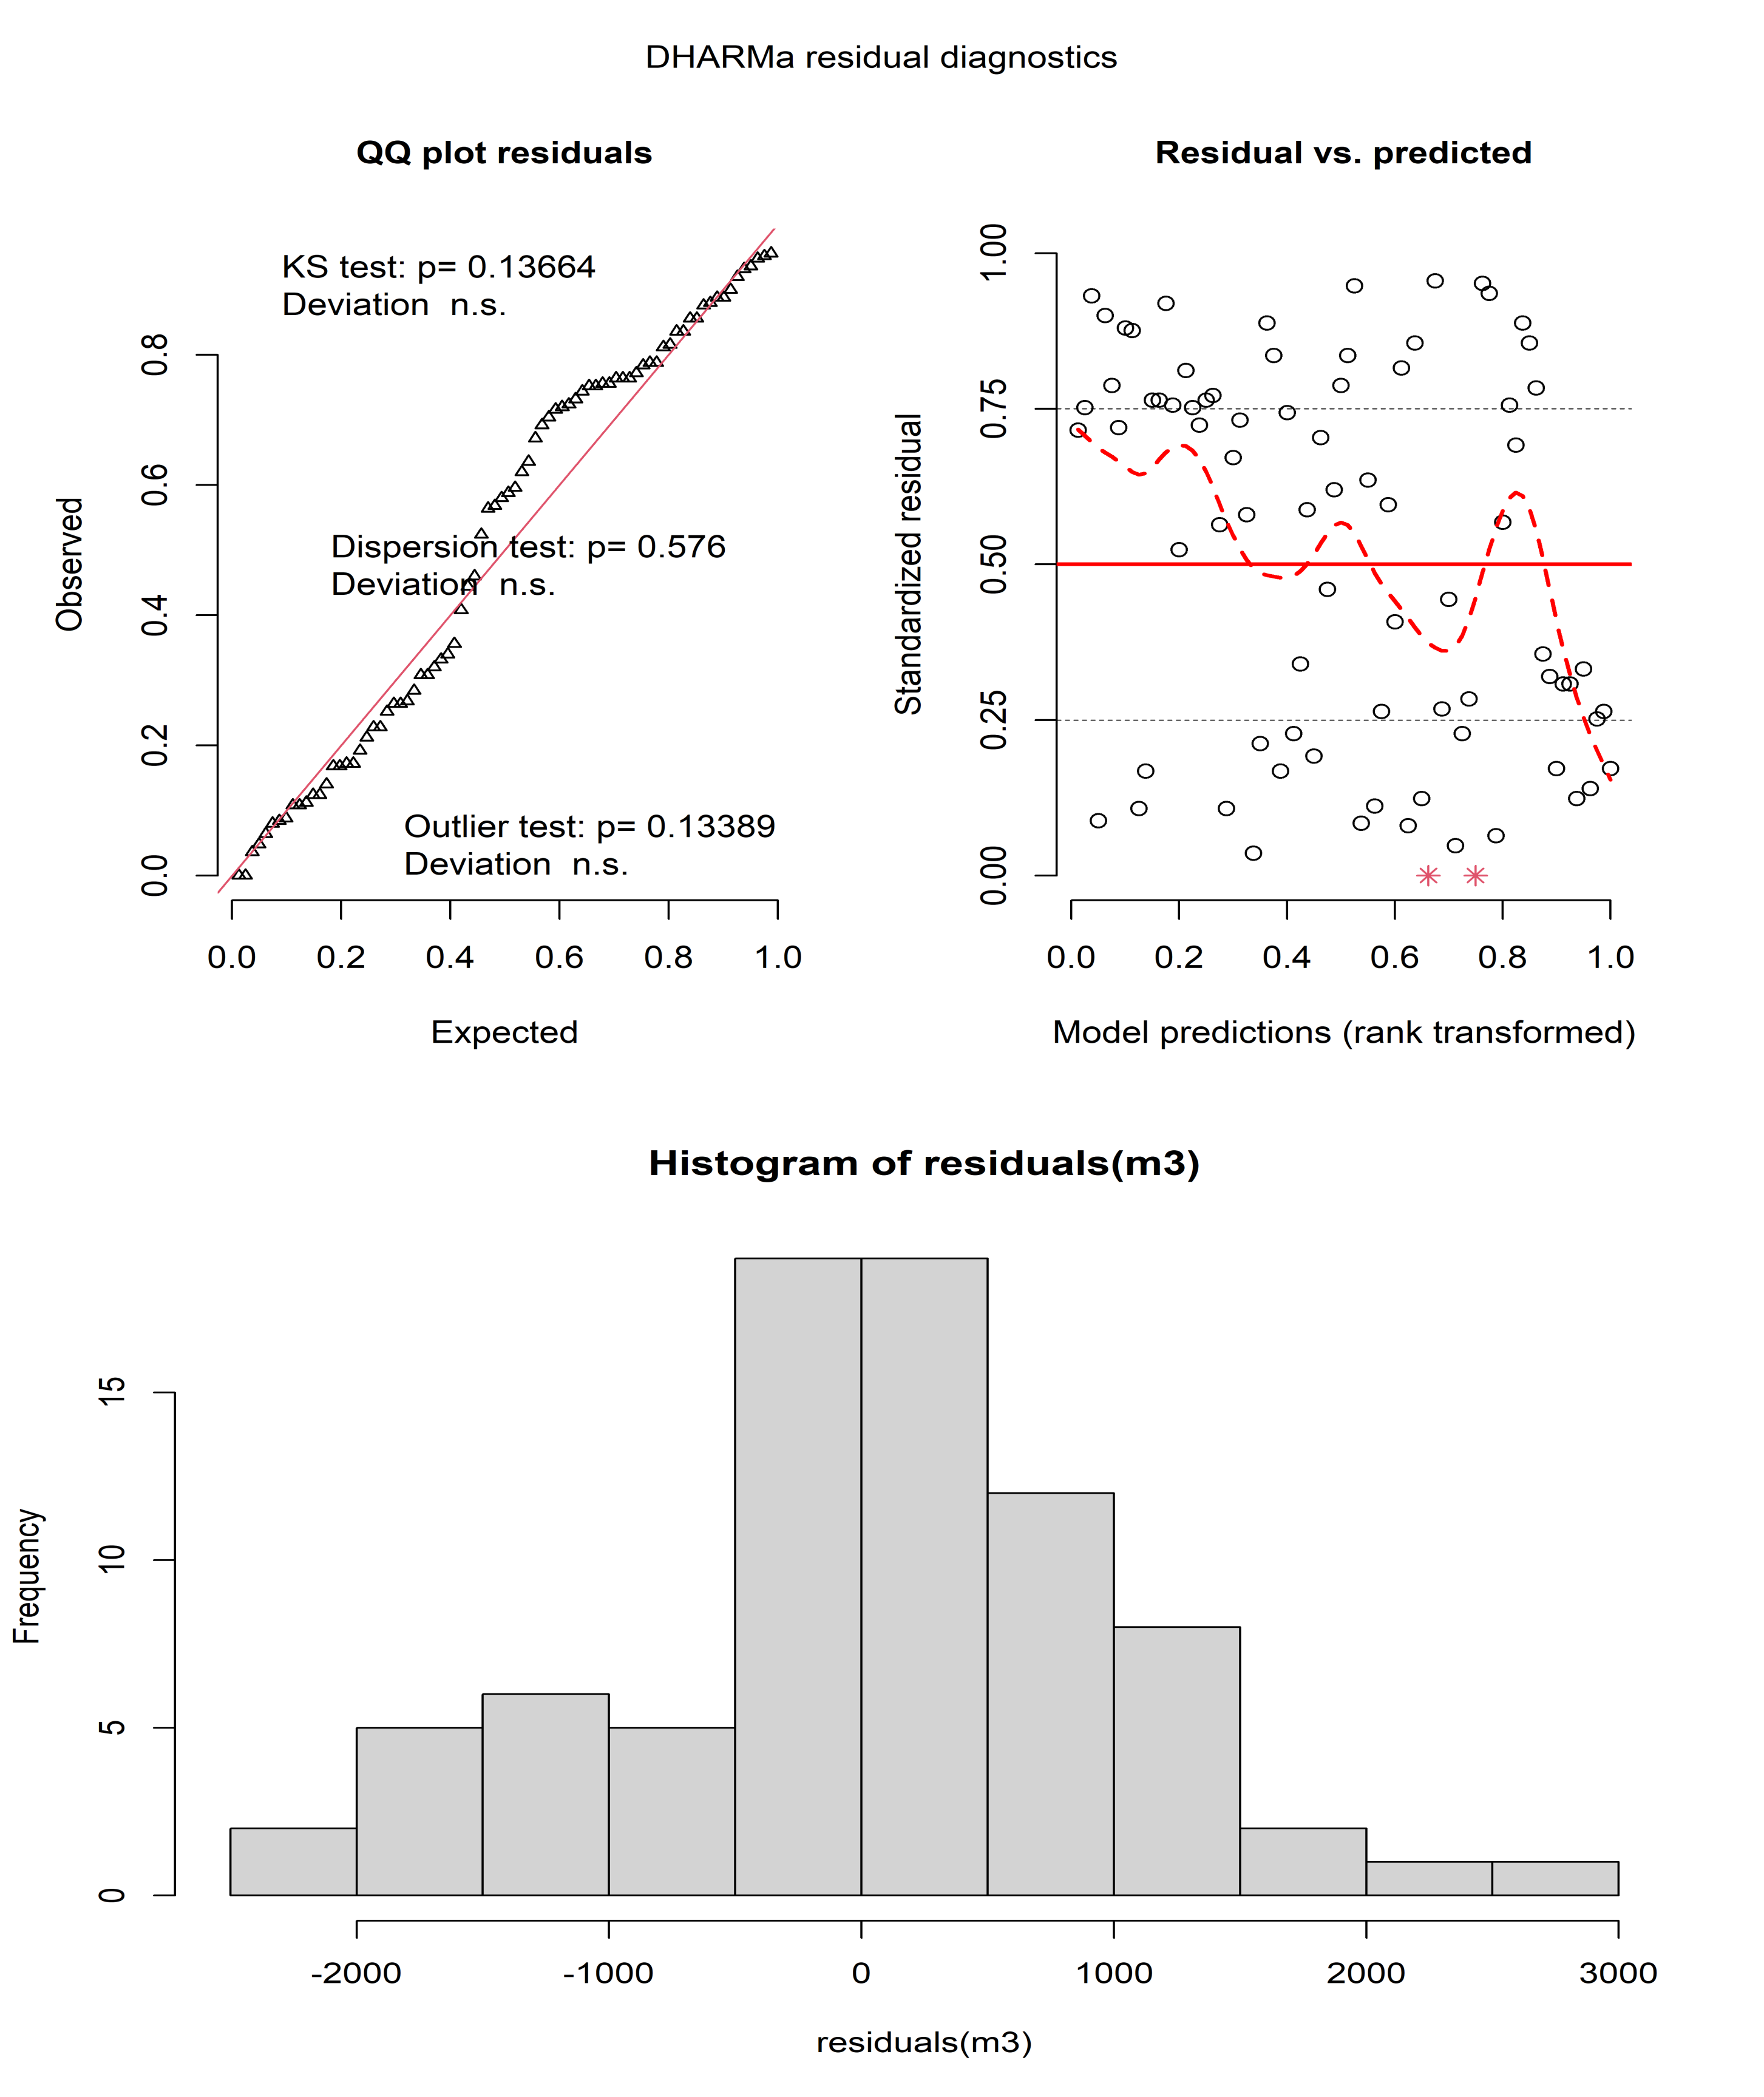 DHARMa residual diagnostics
QQ plot residuals
KS test: p= 0.13664
Deviation n.s.
Dispersion test: p= 0.576
Deviation n.s.
Outlier test: p= 0.13389
Deviation n.s.
Observed
0.0 0.2 0.4 0.6 0.8
0.0 0.2 0.4 0.6 0.8 1.0
Expected
Residual vs. predicted
Standardized residual
0.00 0.25 0.50 0.75 1.00
0.0 0.2 0.4 0.6 0.8 1.0
Model predictions (rank transformed)
Histogram of residuals(m3)
Frequency
0 5 10 15
-2000 -1000 0 1000 2000 3000
residuals(m3)